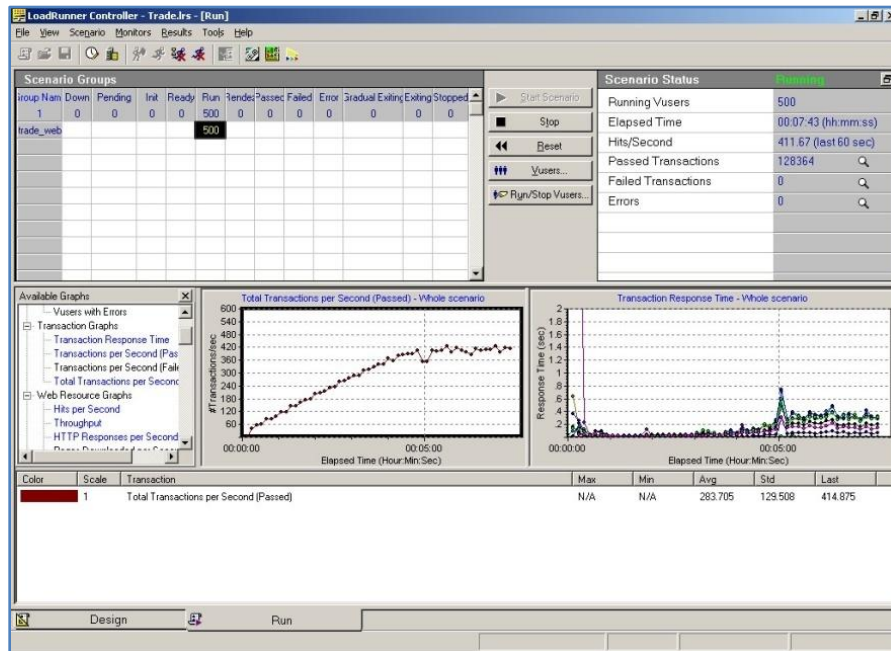 LoadRunner Controller - Trade.lrs - [Run]
File View Scenario Monitors Results Tools Help
Scenario Groups
Group Nam Down Pending Init Ready Run Rendez Passed Failed Error Gradual Exiting Exiting Stopped
1 0 0 0 0 500 0 0 0 0 0 0 0
trade_web 500
Start Scenario
Stop
Reset
Vusers...
Run/Stop Vusers...
Scenario Status Running
Running Vusers 500
Elapsed Time 00:07:43 (hh:mm:ss)
Hits/Second 411.67 (last 60 sec)
Passed Transactions 128364
Failed Transactions 0
Errors 0
Available Graphs
Vusers with Errors
Transaction Graphs
Transaction Response Time
Transactions per Second (Pas
Transactions per Second (Faile
Total Transactions per Second
Web Resource Graphs
Hits per Second
Throughput
HTTP Responses per Second
Total Transactions per Second (Passed) - Whole scenario
#Transactions/sec
600
540
480
420
360
300
240
180
120
60
00:00:00 00:05:00
Elapsed Time (Hour:Min:Sec)
Transaction Response Time - Whole scenario
Response Time (sec)
2
1.8
1.6
1.4
1.2
1
.8
.6
.4
.2
00:00:00 00:05:00
Elapsed Time (Hour:Min:Sec)
Color Scale Transaction Max Min Avg Std Last
1 Total Transactions per Second (Passed) N/A N/A 283.705 129.508 414.875
Design Run